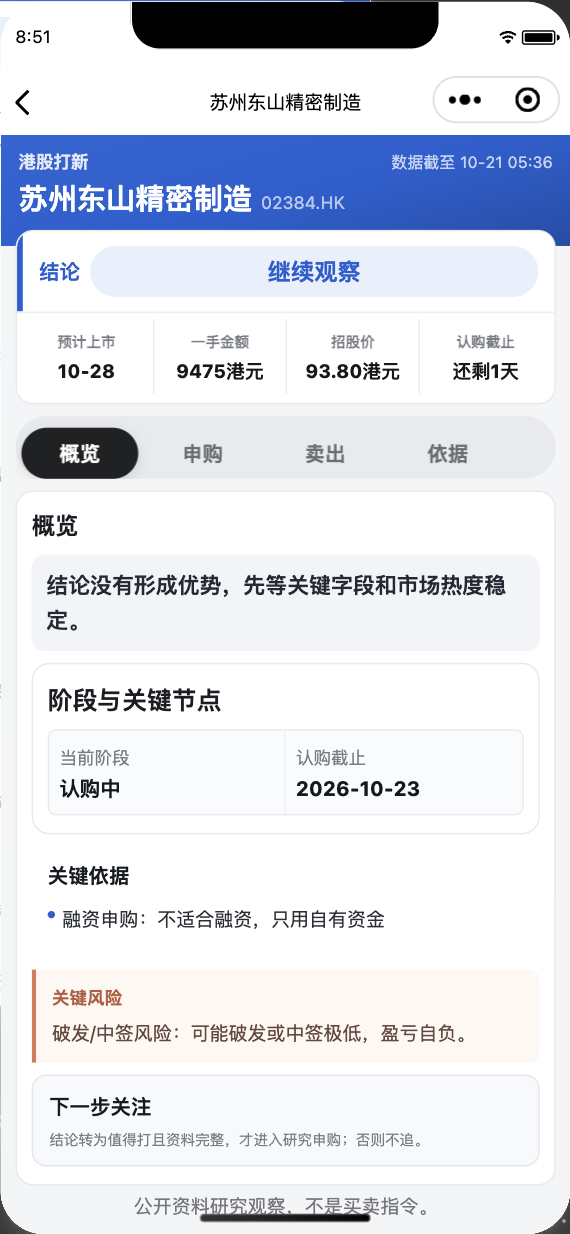 8:51
苏州东山精密制造
港股打新
数据截至 10-21 05:36
苏州东山精密制造 02384.HK
结论
继续观察
预计上市
一手金额
招股价
认购截止
10-28
9475港元
93.80港元
还剩1天
概览
申购
卖出
依据
概览
结论没有形成优势，先等关键字段和市场热度稳
定。
阶段与关键节点
当前阶段
认购截止
认购中
2026-10-23
关键依据
融资申购：不适合融资，只用自有资金
关键风险
破发/中签风险：可能破发或中签极低，盈亏自负。
下一步关注
结论转为值得打且资料完整，才进入研究申购；否则不追。
公开资料研究观察，不是买卖指令。